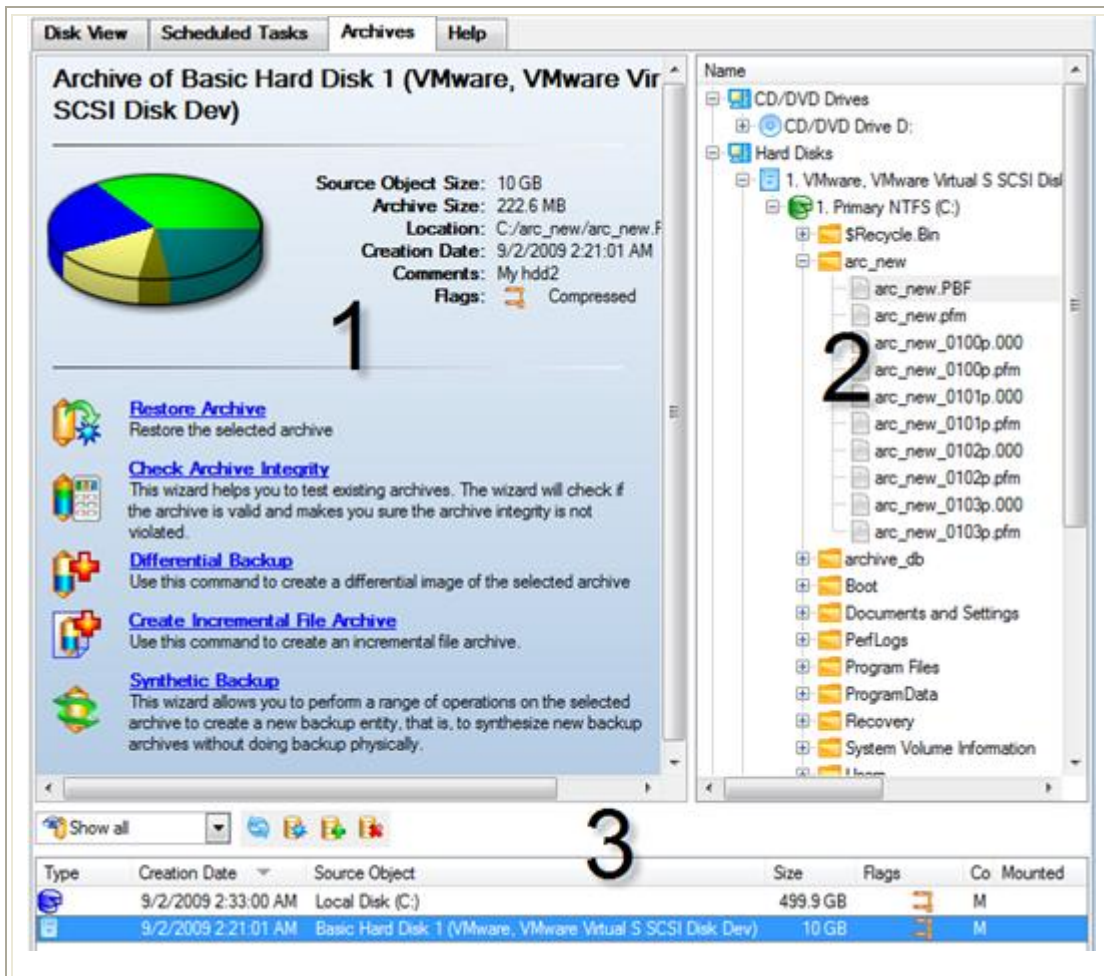 Disk View Scheduled Tasks Archives Help
Archive of Basic Hard Disk 1 (VMware, VMware Vir
SCSI Disk Dev)
Source Object Size: 10 GB
Archive Size: 222.6 MB
Location: C:/arc_new/arc_new.F
Creation Date: 9/2/2009 2:21:01 AM
Comments: My hdd2
Flags: Compressed
1
Restore Archive
Restore the selected archive
Check Archive Integrity
This wizard helps you to test existing archives. The wizard will check if
the archive is valid and makes you sure the archive integrity is not
violated.
Differential Backup
Use this command to create a differential image of the selected archive
Create Incremental File Archive
Use this command to create an incremental file archive.
Synthetic Backup
This wizard allows you to perform a range of operations on the selected
archive to create a new backup entity, that is, to synthesize new backup
archives without doing backup physically.
Name
CD/DVD Drives
CD/DVD Drive D:
Hard Disks
1. VMware, VMware Virtual S SCSI Disl
1. Primary NTFS (C:)
$Recycle.Bin
arc_new
arc_new.PBF
arc_new.pfm
arc_new_0100p.000
arc_new_0100p.pfm
arc_new_0101p.000
arc_new_0101p.pfm
arc_new_0102p.000
arc_new_0102p.pfm
arc_new_0103p.000
arc_new_0103p.pfm
2
archive_db
Boot
Documents and Settings
PerfLogs
Program Files
ProgramData
Recovery
System Volume Information
Users
Show all
3
Type Creation Date Source Object Size Flags Co Mounted
9/2/2009 2:33:00 AM Local Disk (C:) 499.9 GB M
9/2/2009 2:21:01 AM Basic Hard Disk 1 (VMware, VMware Virtual S SCSI Disk Dev) 10 GB M